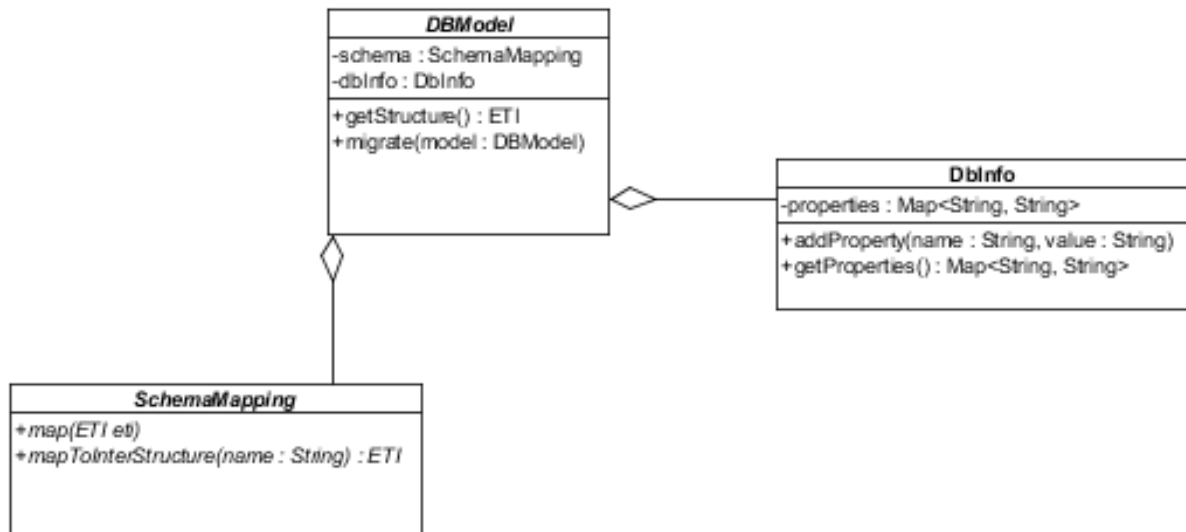 DBModel
-schema : SchemaMapping
-dbInfo : DbInfo
+getStructure() : ETI
+migrate(model : DBModel)
DbInfo
-properties : Map<String, String>
+addProperty(name : String, value : String)
+getProperties() : Map<String, String>
SchemaMapping
+map(ETI eti)
+mapToInterStructure(name : String) : ETI